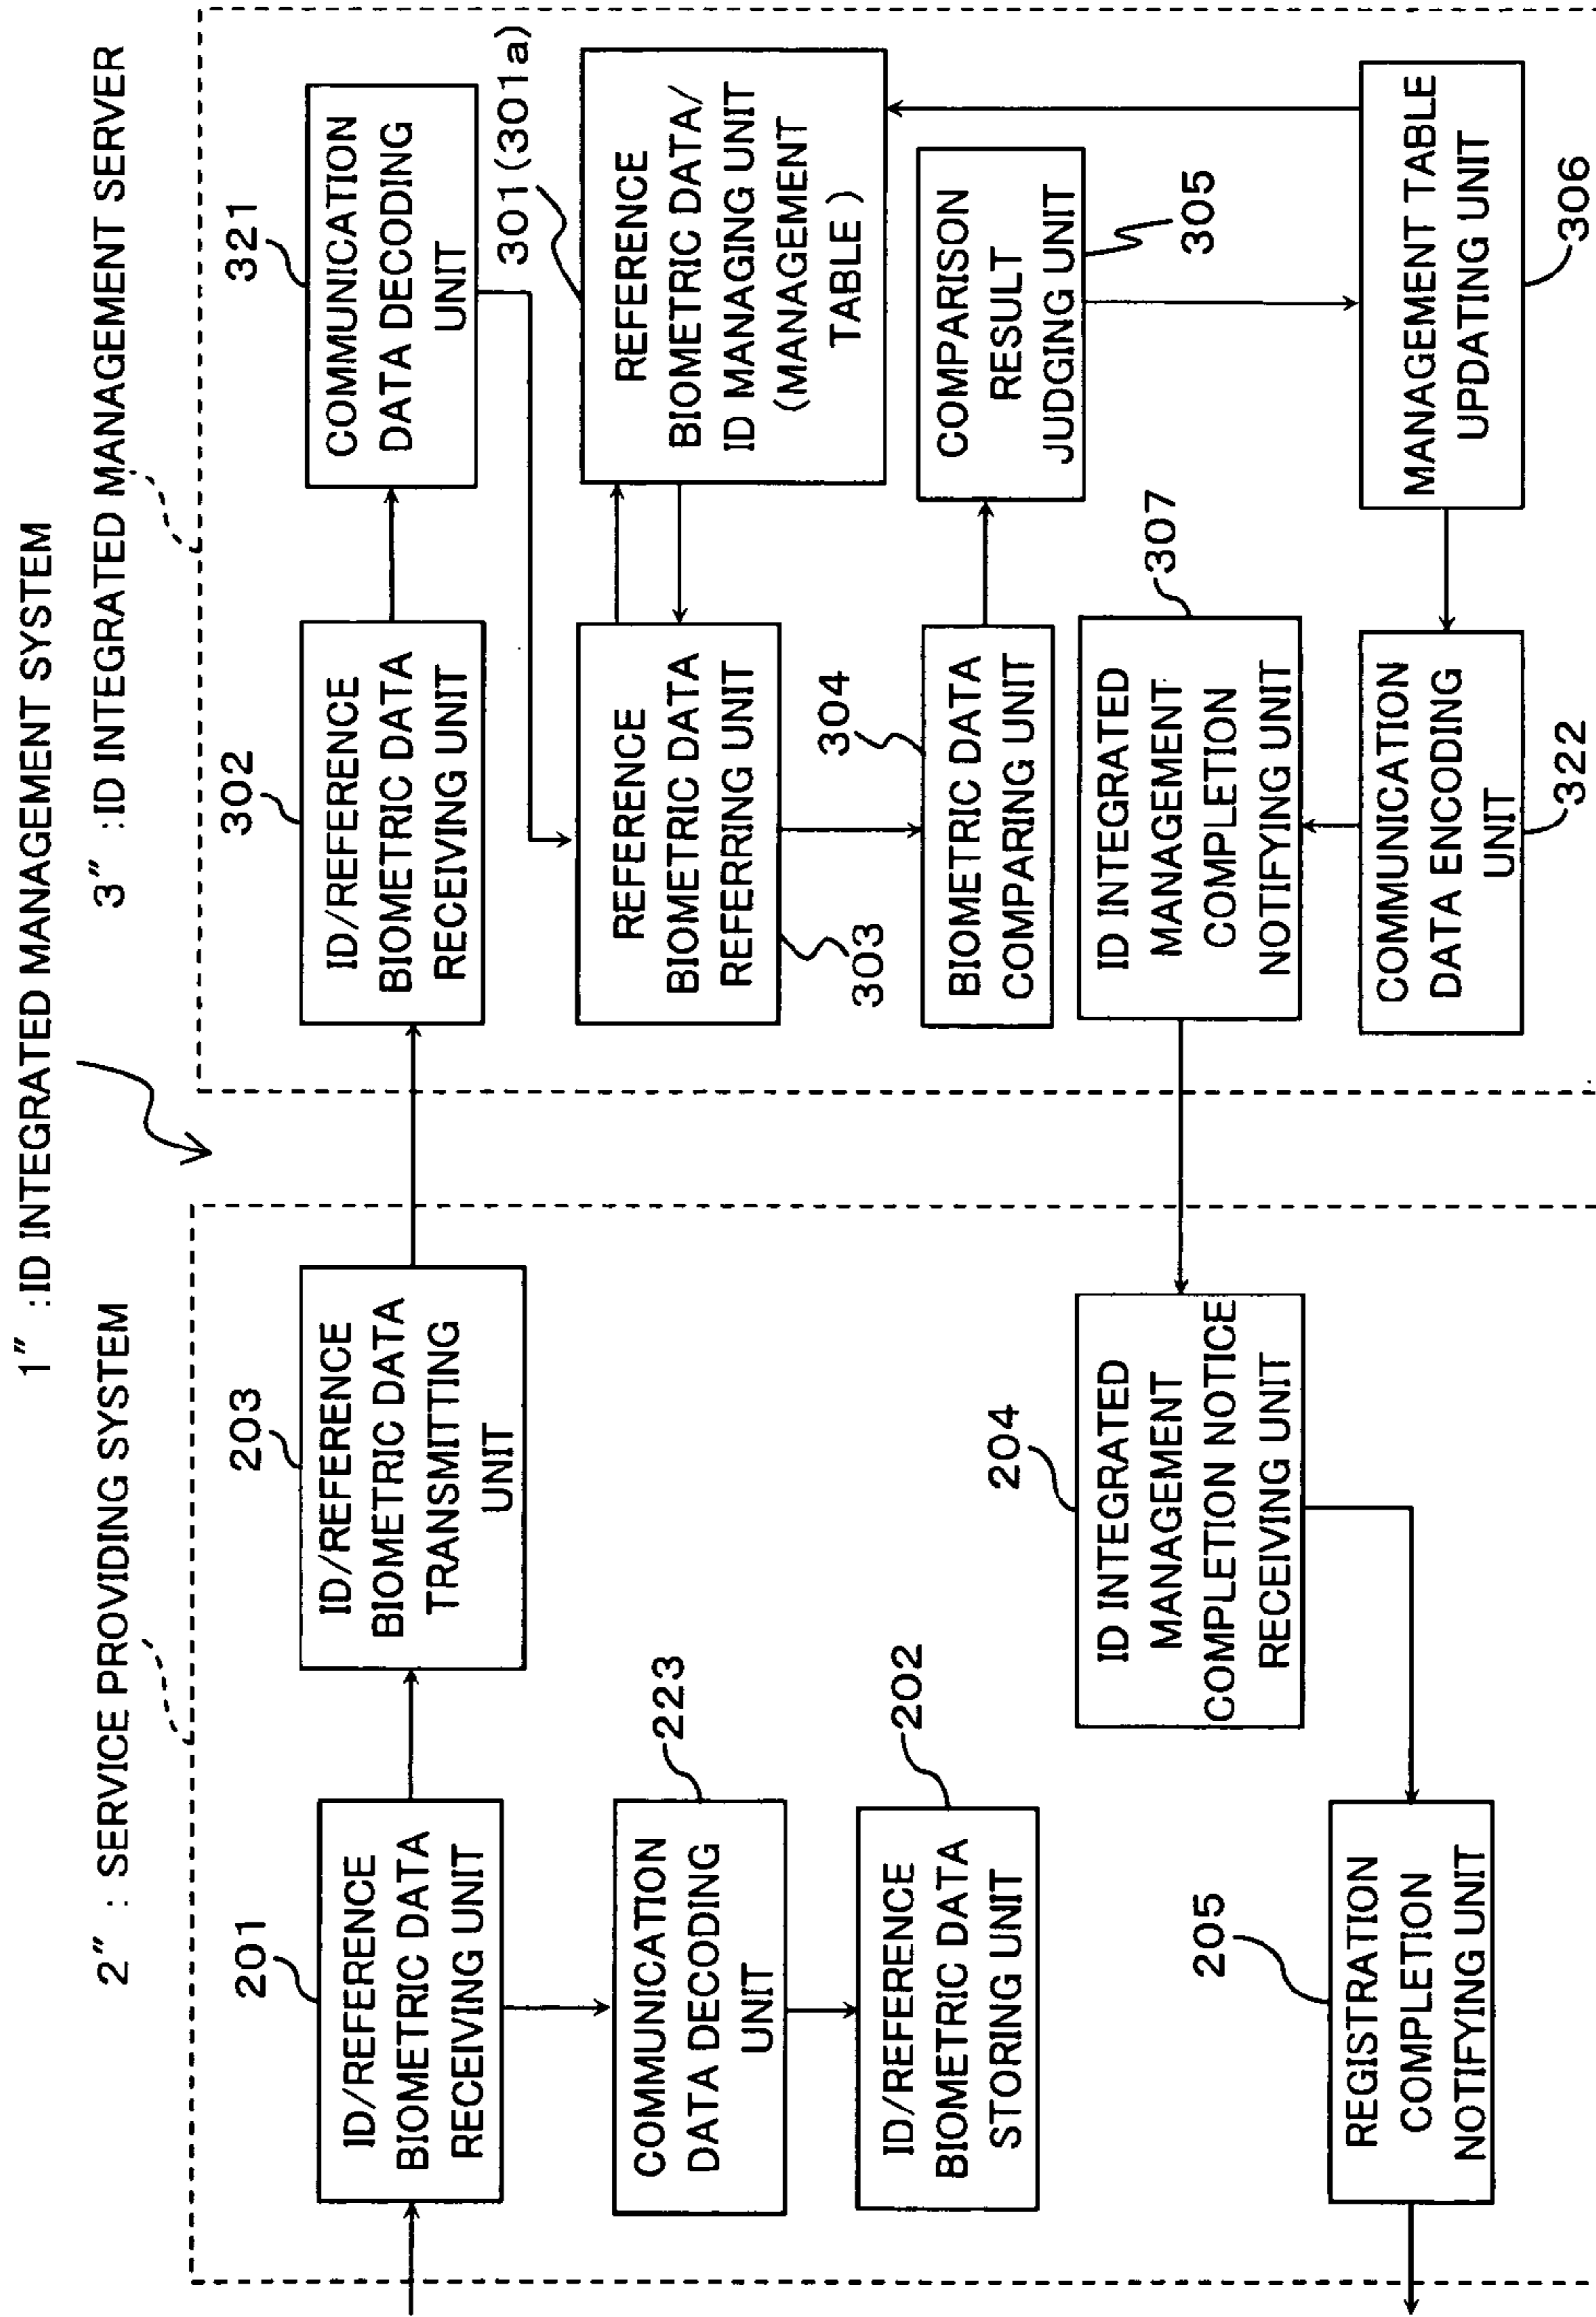 1″ :ID INTEGRATED MANAGEMENT SYSTEM
2″ : SERVICE PROVIDING SYSTEM
201
ID/REFERENCE
BIOMETRIC DATA
RECEIVING UNIT
203
ID/REFERENCE
BIOMETRIC DATA
TRANSMITTING
UNIT
223
COMMUNICATION
DATA DECODING
UNIT
202
ID/REFERENCE
BIOMETRIC DATA
STORING UNIT
204
ID INTEGRATED
MANAGEMENT
COMPLETION NOTICE
RECEIVING UNIT
205
REGISTRATION
COMPLETION
NOTIFYING UNIT
3″ :ID INTEGRATED MANAGEMENT SERVER
302
ID/REFERENCE
BIOMETRIC DATA
RECEIVING UNIT
321
COMMUNICATION
DATA DECODING
UNIT
301(301a)
REFERENCE
BIOMETRIC DATA/
ID MANAGING UNIT
(MANAGEMENT
TABLE )
REFERENCE
BIOMETRIC DATA
REFERRING UNIT
303
304
BIOMETRIC DATA
COMPARING UNIT
COMPARISON
RESULT
JUDGING UNIT
305
307
ID INTEGRATED
MANAGEMENT
COMPLETION
NOTIFYING UNIT
MANAGEMENT TABLE
UPDATING UNIT
306
COMMUNICATION
DATA ENCODING
UNIT
322